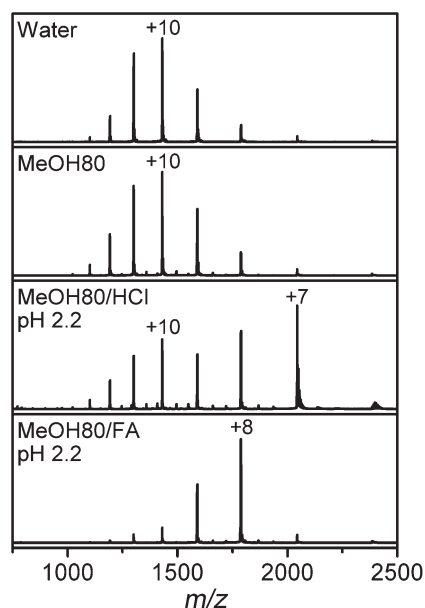 Water
+10
MeOH80
+10
MeOH80/HCl
pH 2.2
+10
+7
MeOH80/FA
pH 2.2
+8
1000 1500 2000 2500
m/z